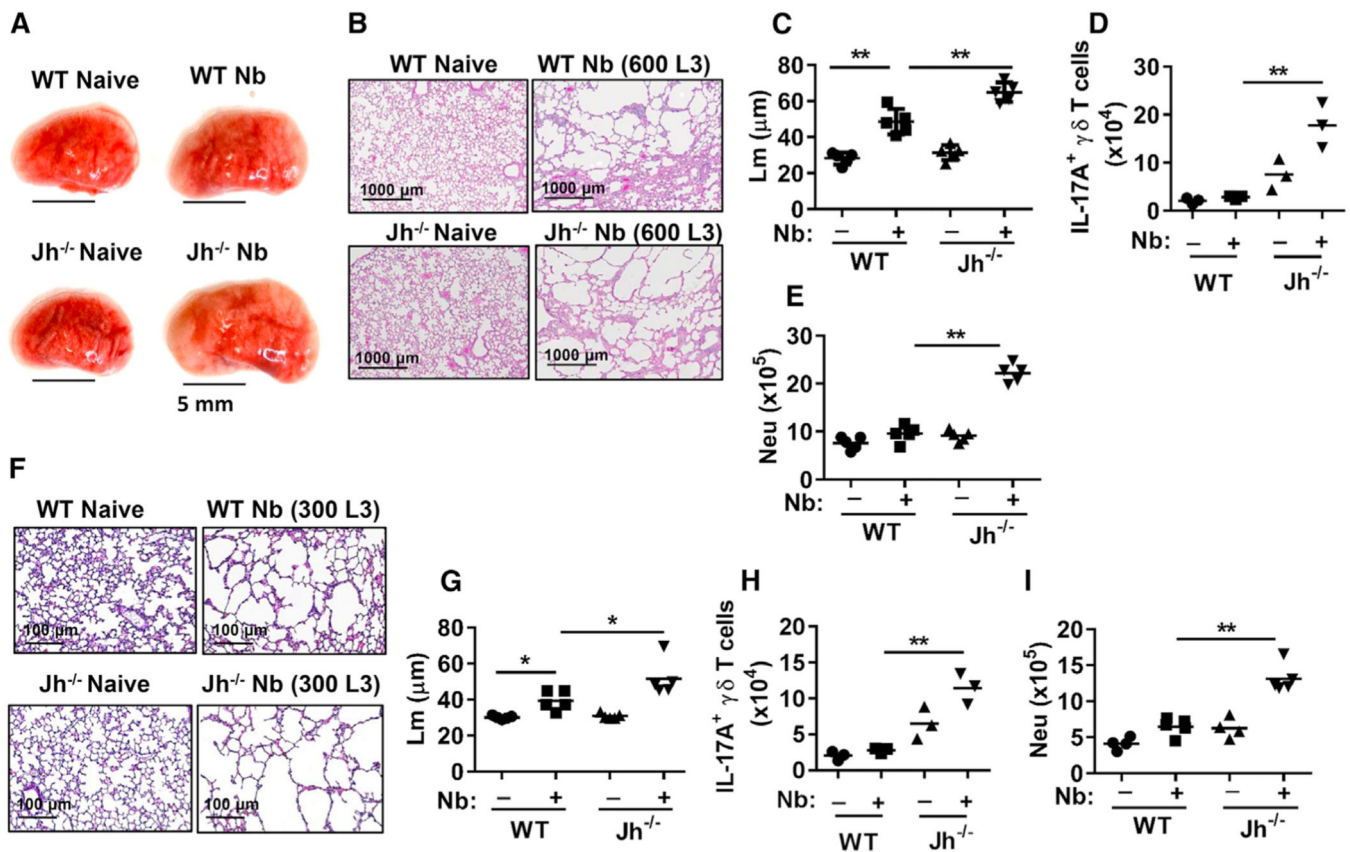 A
WT Naive
WT Nb
Jh-/- Naive
Jh-/- Nb
5 mm
B
WT Naive
WT Nb (600 L3)
1000 µm
1000 µm
Jh-/- Naive
Jh-/- Nb (600 L3)
1000 µm
1000 µm
C
**
**
Lm (µm)
80
60
40
20
0
Nb: – + – +
WT
Jh-/-
D
IL-17A+ γδ T cells
(x10^4)
**
30
20
10
0
Nb: – + – +
WT
Jh-/-
E
Neu (x10^5)
**
30
20
10
0
Nb: – + – +
WT
Jh-/-
F
WT Naive
WT Nb (300 L3)
100 µm
100 µm
Jh-/- Naive
Jh-/- Nb (300 L3)
100 µm
100 µm
G
*
*
Lm (µm)
80
60
40
20
0
Nb: – + – +
WT
Jh-/-
H
IL-17A+ γδ T cells
(x10^4)
**
20
15
10
5
0
Nb: – + – +
WT
Jh-/-
I
Neu (x10^5)
**
20
15
10
5
0
Nb: – + – +
WT
Jh-/-